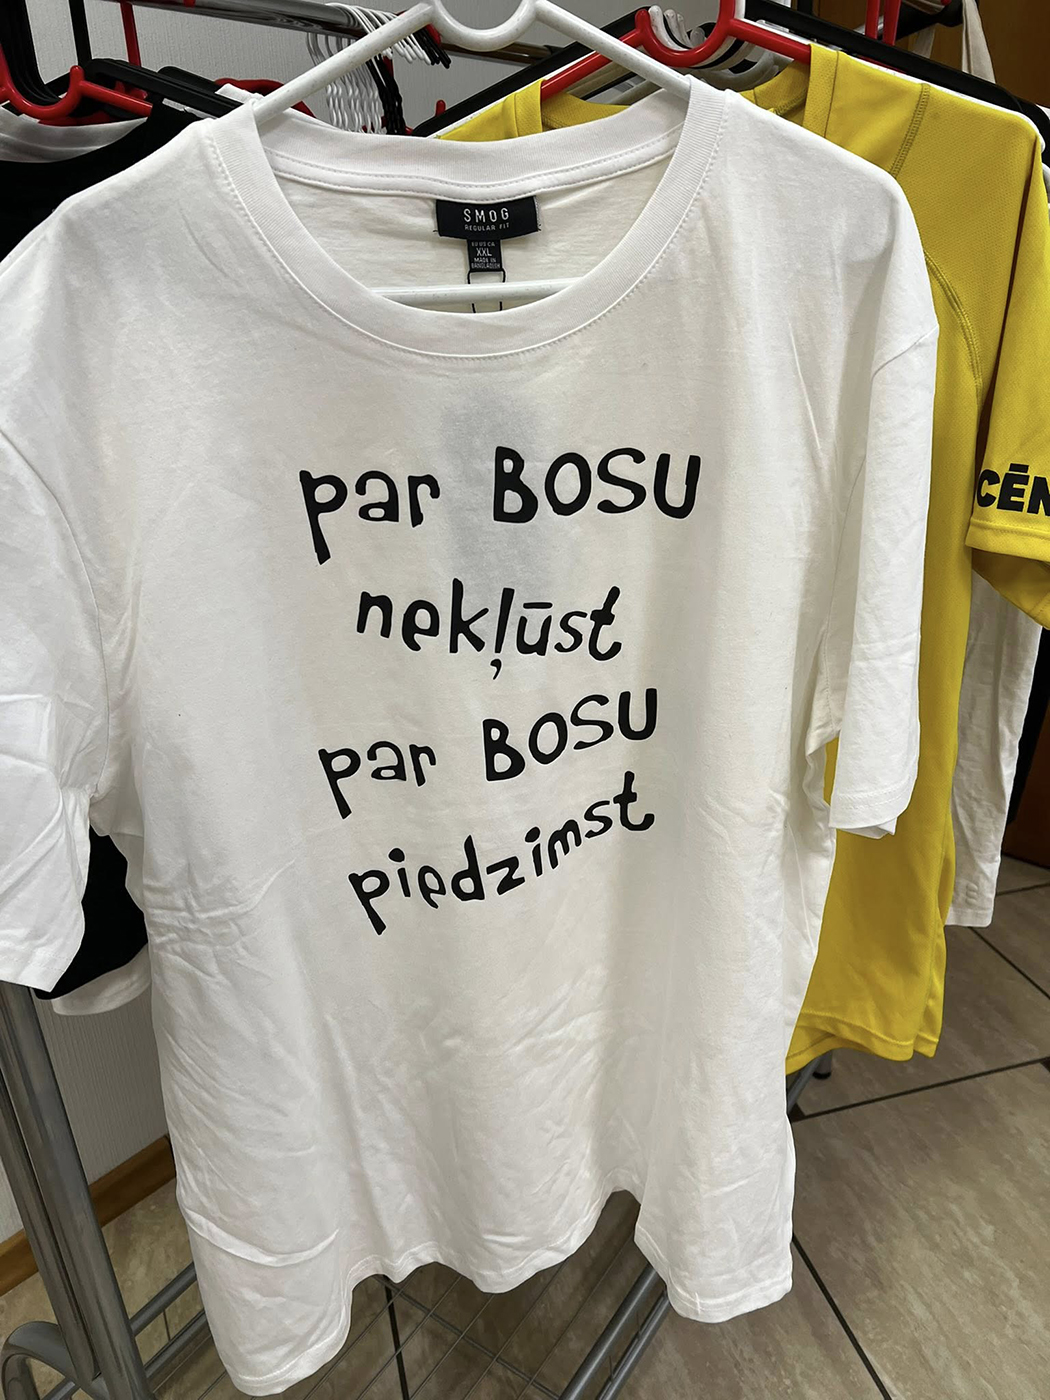 SMOG
REGULAR FIT
XXL
MADE IN
BANGLADESH
par BOSU
nekļūst
par BOSU
piedzimst
CĒN